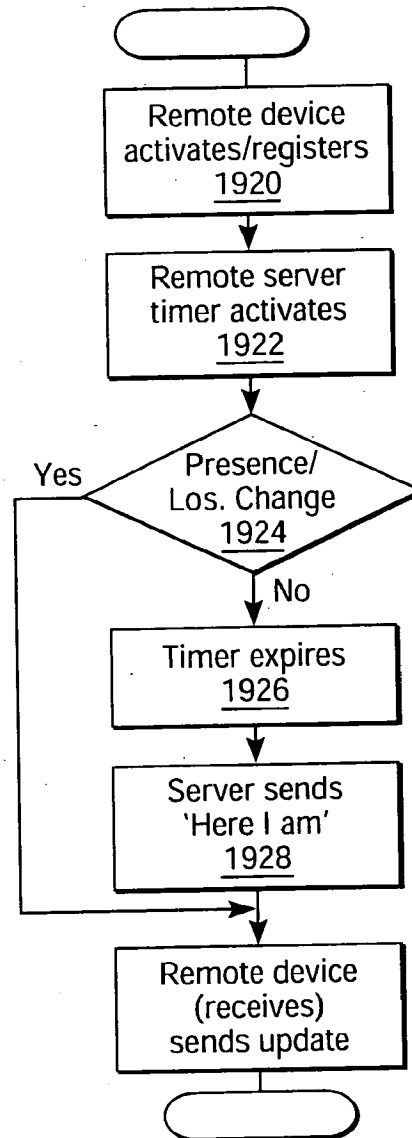 Remote device
activates/registers
1920
Remote server
timer activates
1922
Yes
Presence/
Los. Change
1924
No
Timer expires
1926
Server sends
'Here I am'
1928
Remote device
(receives)
sends update